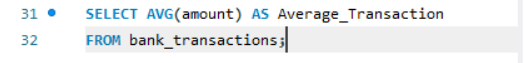 31 SELECT AVG(amount) AS Average_Transaction
32 FROM bank_transactions;